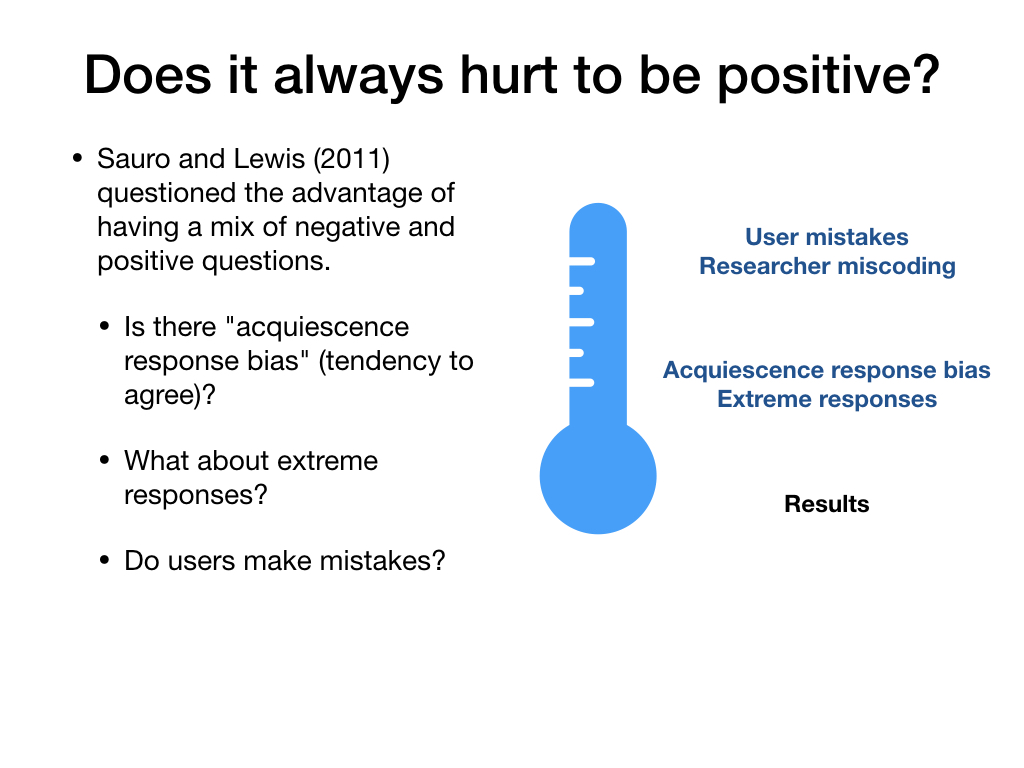 Does it always hurt to be positive?
• Sauro and Lewis (2011)
questioned the advantage of
having a mix of negative and
positive questions.
• Is there "acquiescence
response bias" (tendency to
agree)?
• What about extreme
responses?
• Do users make mistakes?
User mistakes
Researcher miscoding
Acquiescence response bias
Extreme responses
Results